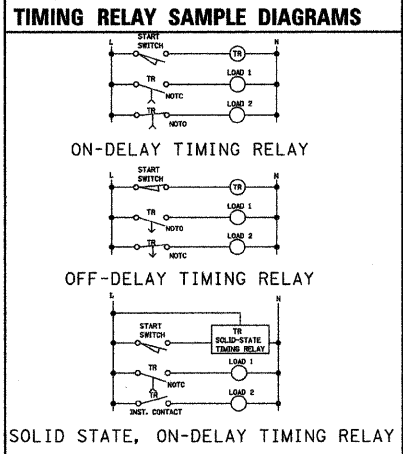 TIMING RELAY SAMPLE DIAGRAMS
L START SWITCH N
TR
TR NOTC LOAD 1
TR NOTO LOAD 2
ON-DELAY TIMING RELAY
L START SWITCH N
TR
TR NOTO LOAD 1
TR NOTC LOAD 2
OFF-DELAY TIMING RELAY
L N
START SWITCH
TR
SOLID-STATE
TIMING RELAY
TR NOTC LOAD 1
TR INST. CONTACT LOAD 2
SOLID STATE, ON-DELAY TIMING RELAY